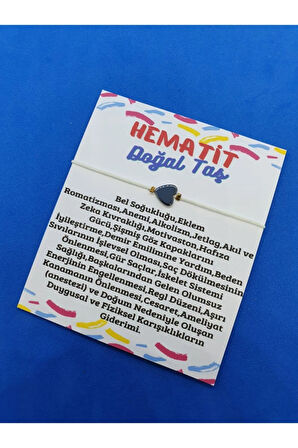 HEMATİT
Doğal Taş
Bel Soğukluğu,Eklem
Romatizması,Anemi,Alkolizm,Jetlag,Akıl ve
Zeka Kıvraklığı,Matvaston,Hafıza
Gücü,Şişmiş Göz Kapaklarını
İyileştirme,Demir Emilimine Yardım,Beden
Sıvılarının İşlevsel Olması,Saç Dökülmesinin
Önlenmesi,Gür Saçlar,İskelet Sistemi
Sağlığı,Başkalarından Gelen Olumsuz
Enerjinin Engellenmesi,Regl Düzeni,Aşırı
Kanamanın Önlenmesi,Cesaret,Ameliyat
(anestezi) ve Doğum Nedeniyle Oluşan
Duygusal ve Fiziksel Karışıklıkların
Giderimi.